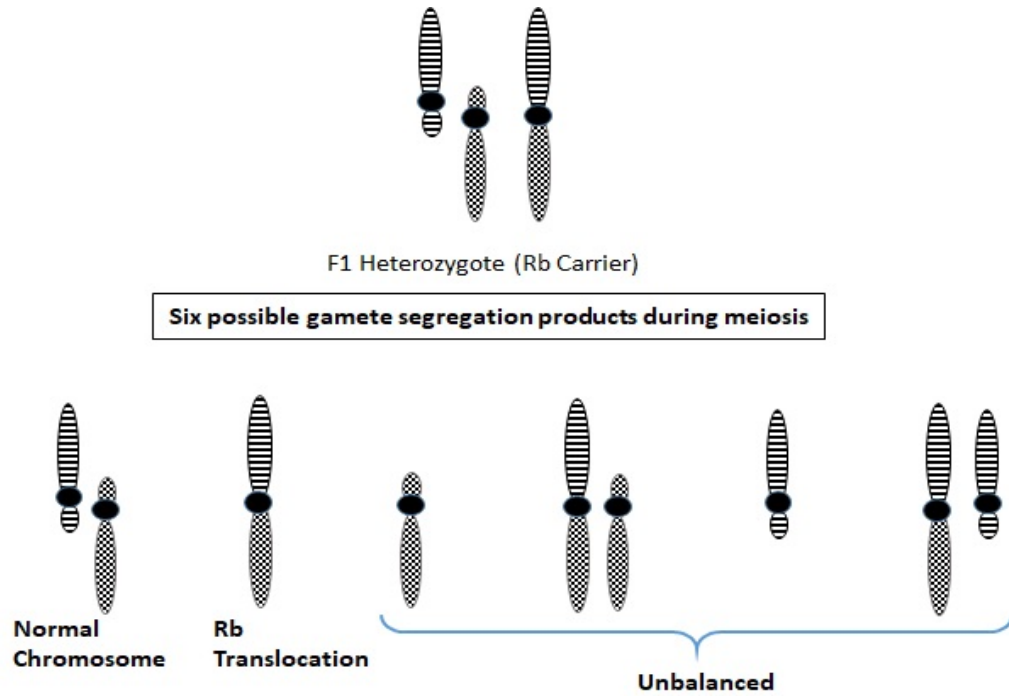 F1 Heterozygote (Rb Carrier)
Six possible gamete segregation products during meiosis
Normal
Chromosome
Rb
Translocation
Unbalanced